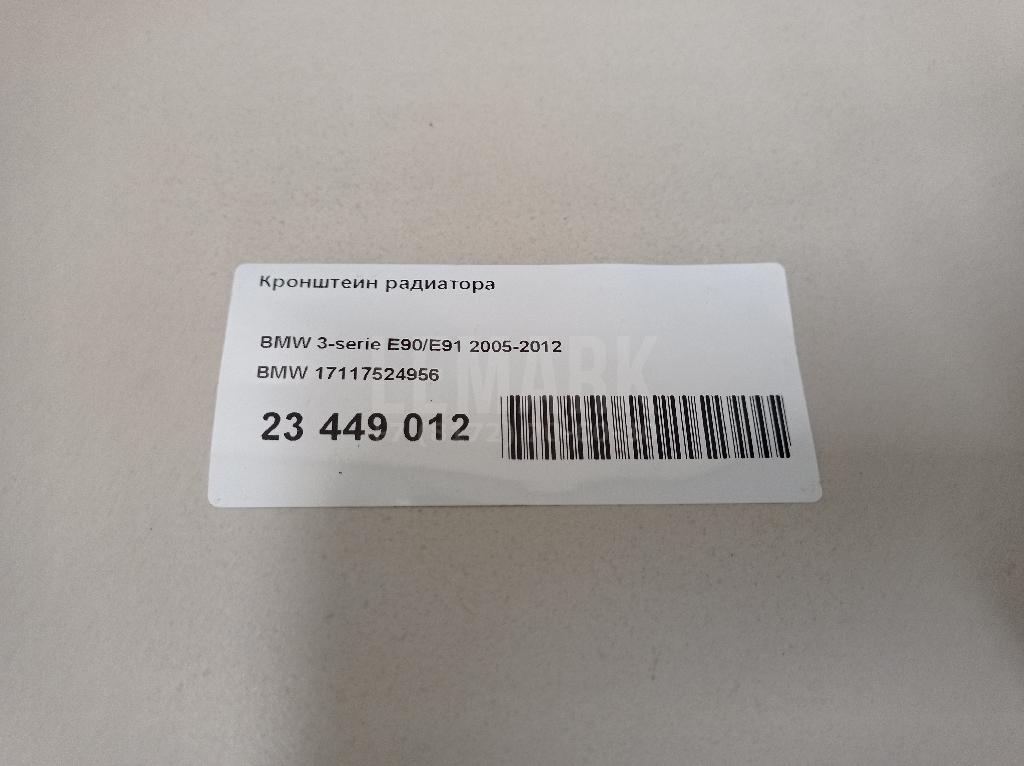 Кронштеин радиатора
BMW 3-serie E90/E91 2005-2012
BMW 17117524956
23 449 012